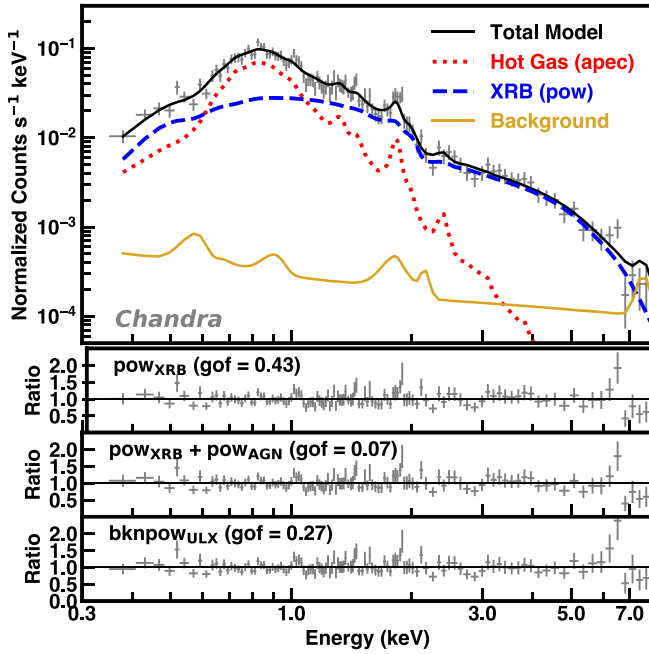 Total Model
Hot Gas (apec)
XRB (pow)
Background
Normalized Counts s⁻¹ keV⁻¹
10⁻¹
10⁻²
10⁻³
10⁻⁴
Chandra
pow_XRB (gof = 0.43)
Ratio
2.0
1.5
1.0
0.5
pow_XRB + pow_AGN (gof = 0.07)
Ratio
2.0
1.5
1.0
0.5
bknpow_ULX (gof = 0.27)
Ratio
2.0
1.5
1.0
0.5
0.0
0.3 1.0 3.0 5.0 7.0
Energy (keV)